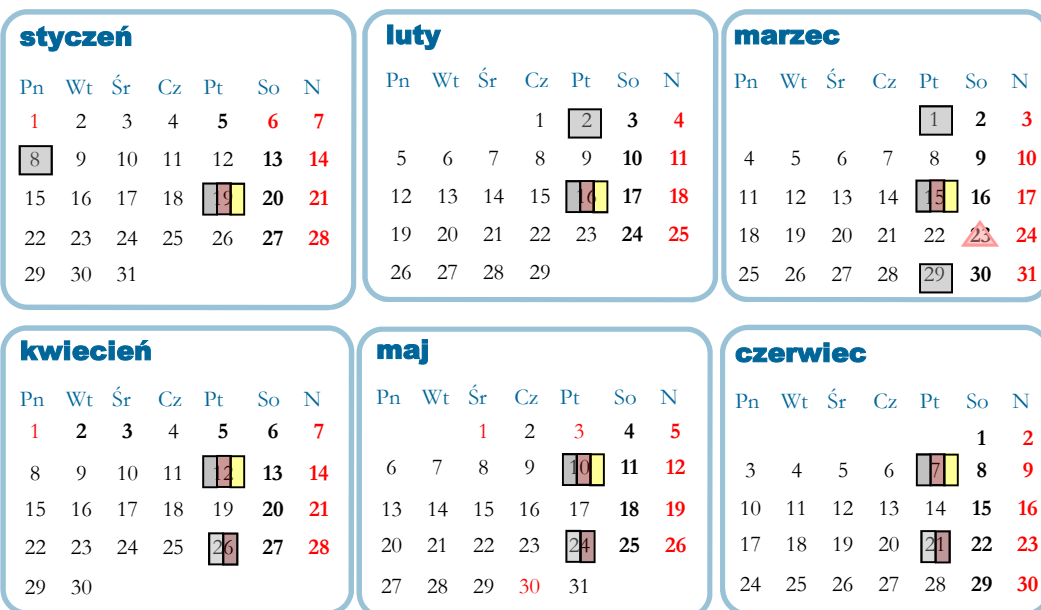 styczeń
Pn Wt Śr Cz Pt So N
1 2 3 4 5 6 7
8 9 10 11 12 13 14
15 16 17 18 19 20 21
22 23 24 25 26 27 28
29 30 31
luty
Pn Wt Śr Cz Pt So N
1 2 3 4
5 6 7 8 9 10 11
12 13 14 15 16 17 18
19 20 21 22 23 24 25
26 27 28 29
marzec
Pn Wt Śr Cz Pt So N
1 2 3
4 5 6 7 8 9 10
11 12 13 14 15 16 17
18 19 20 21 22 23 24
25 26 27 28 29 30 31
kwiecień
Pn Wt Śr Cz Pt So N
1 2 3 4 5 6 7
8 9 10 11 12 13 14
15 16 17 18 19 20 21
22 23 24 25 26 27 28
29 30
maj
Pn Wt Śr Cz Pt So N
1 2 3 4 5
6 7 8 9 10 11 12
13 14 15 16 17 18 19
20 21 22 23 24 25 26
27 28 29 30 31
czerwiec
Pn Wt Śr Cz Pt So N
1 2
3 4 5 6 7 8 9
10 11 12 13 14 15 16
17 18 19 20 21 22 23
24 25 26 27 28 29 30